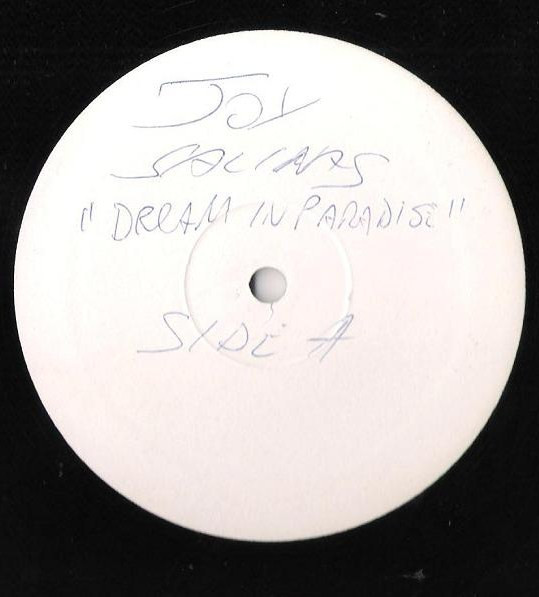 JOY
SALINAS
"DREAM IN PARADISE"
SIDE A